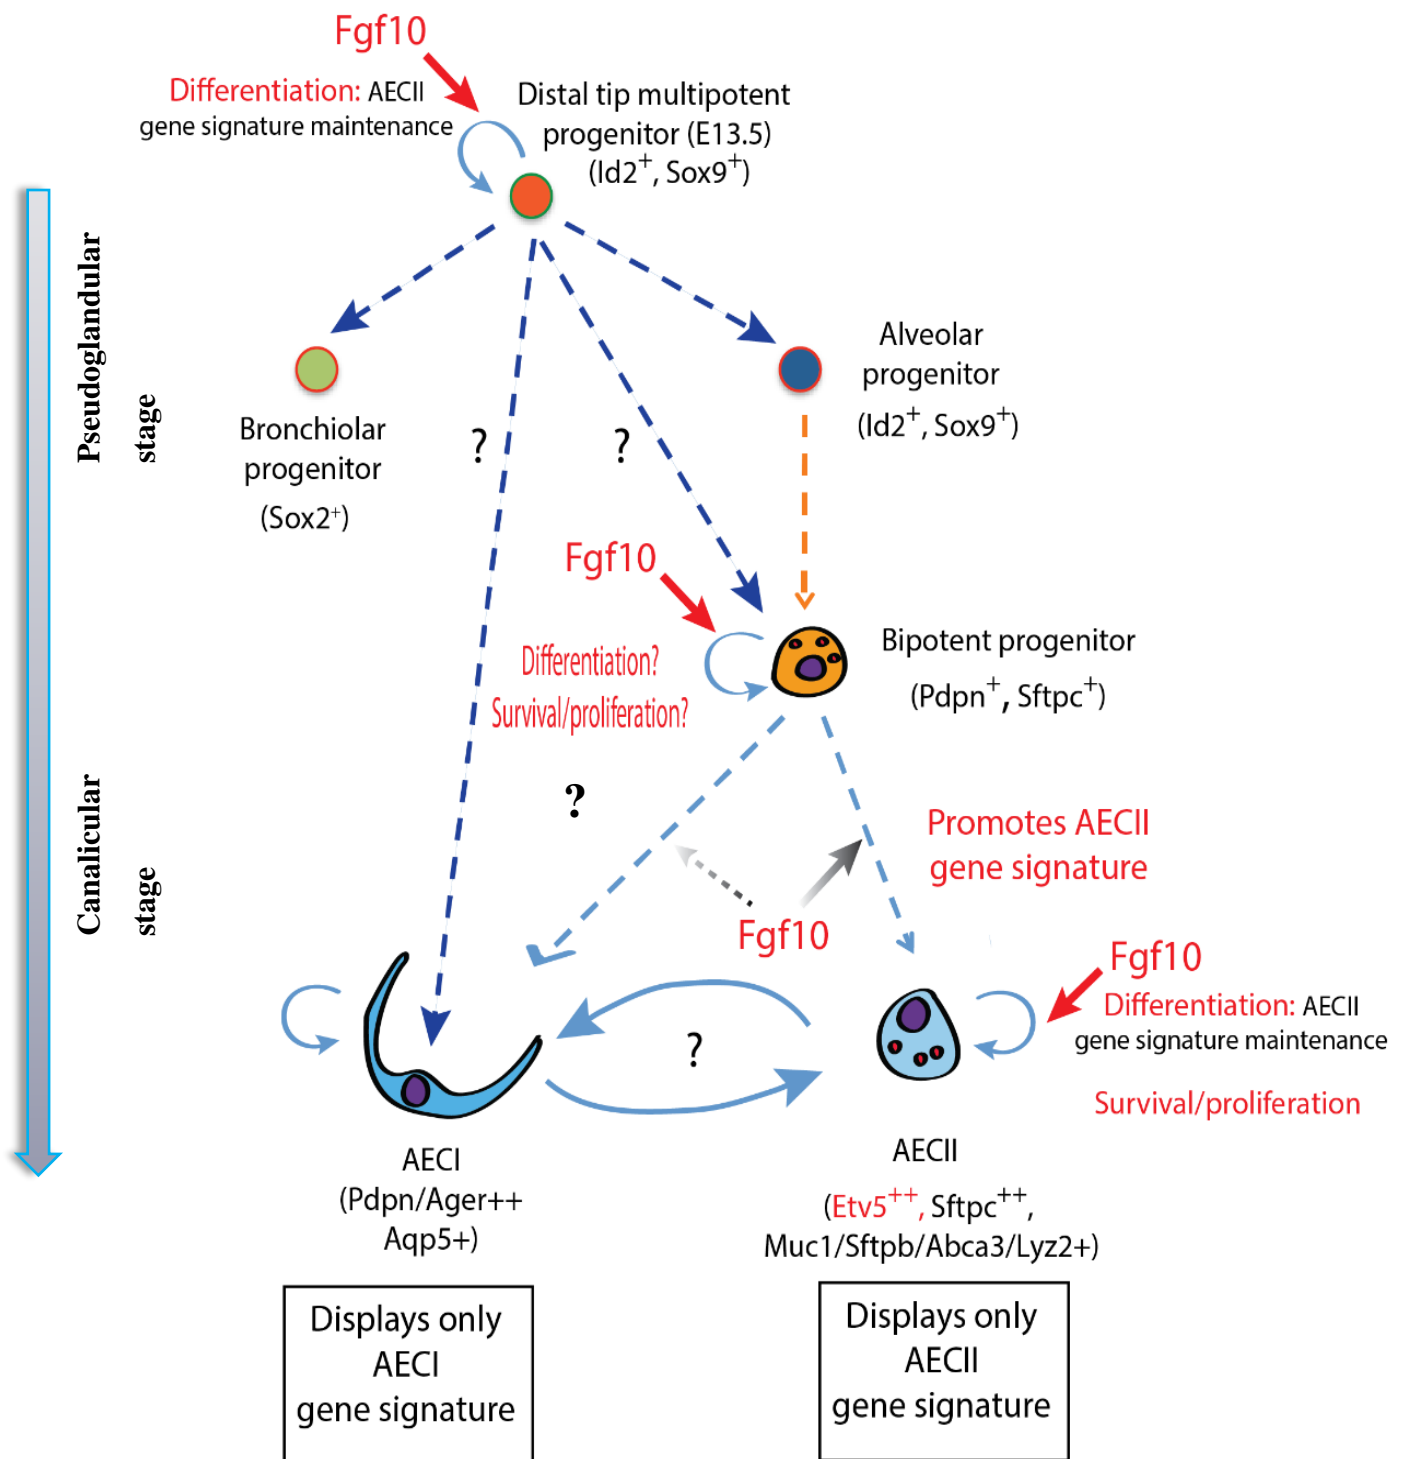 Fgf10
Differentiation: AECII
gene signature maintenance
Distal tip multipotent
progenitor (E13.5)
(Id2⁺, Sox9⁺)
Pseudoglandular
stage
Bronchiolar
progenitor
(Sox2⁺)
?
?
Alveolar
progenitor
(Id2⁺, Sox9⁺)
Fgf10
Differentiation?
Survival/proliferation?
Bipotent progenitor
(Pdpn⁺, Sftpc⁺)
Canalicular
stage
?
Promotes AECII
gene signature
Fgf10
Fgf10
Differentiation: AECII
gene signature maintenance
Survival/proliferation
?
AECI
(Pdpn/Ager++
Aqp5+)
AECII
(Etv5⁺⁺, Sftpc⁺⁺,
Muc1/Sftpb/Abca3/Lyz2+)
Displays only
AECI
gene signature
Displays only
AECII
gene signature